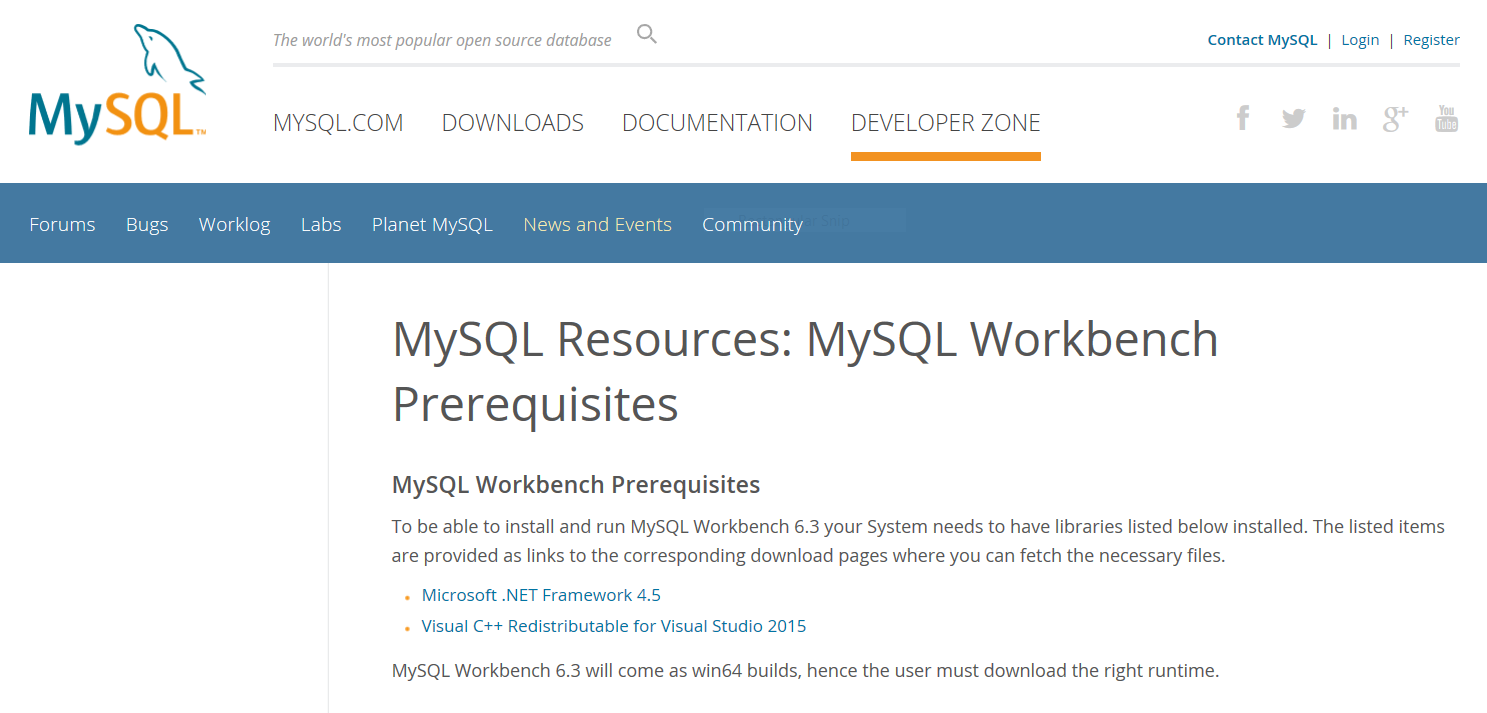 The world's most popular open source database
Contact MySQL | Login | Register
MySQL™
MYSQL.COM DOWNLOADS DOCUMENTATION DEVELOPER ZONE
f in g+ You Tube
Forums Bugs Worklog Labs Planet MySQL News and Events Community
MySQL Resources: MySQL Workbench
Prerequisites
MySQL Workbench Prerequisites
To be able to install and run MySQL Workbench 6.3 your System needs to have libraries listed below installed. The listed items
are provided as links to the corresponding download pages where you can fetch the necessary files.
• Microsoft .NET Framework 4.5
• Visual C++ Redistributable for Visual Studio 2015
MySQL Workbench 6.3 will come as win64 builds, hence the user must download the right runtime.